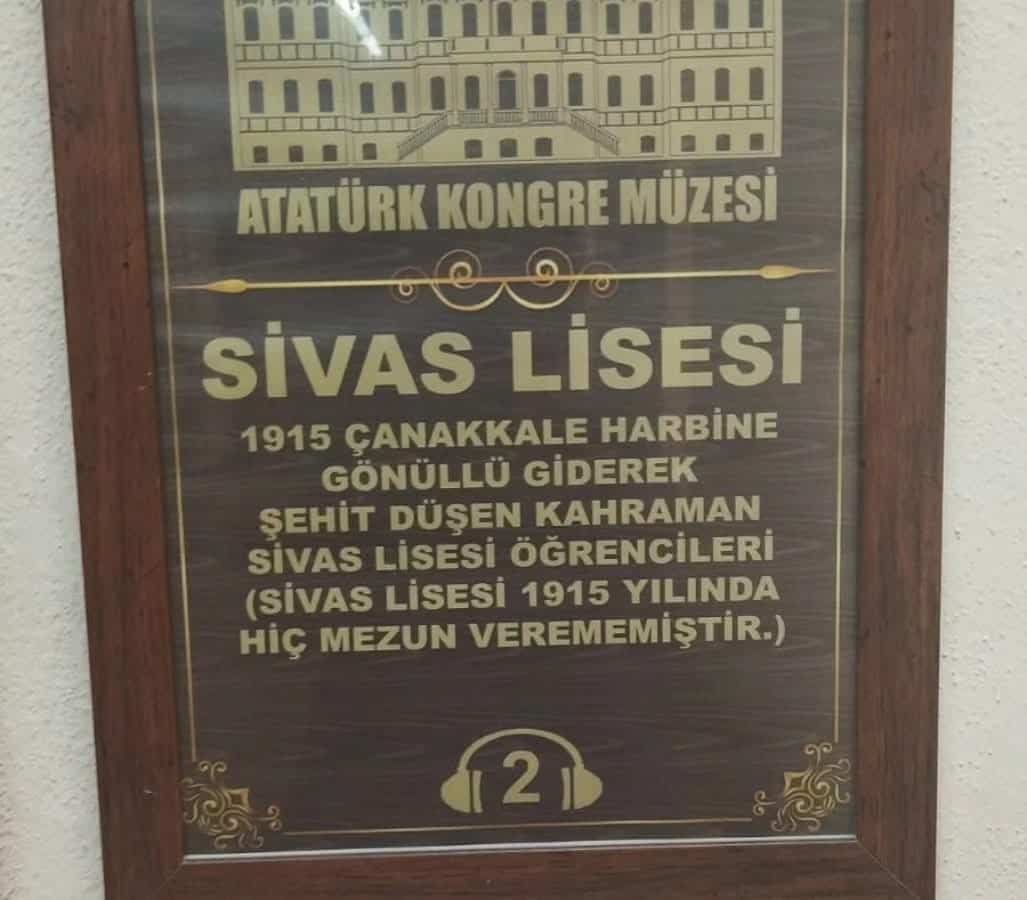 ATATÜRK KONGRE MÜZESİ
SİVAS LİSESİ
1915 ÇANAKKALE HARBİNE
GÖNÜLLÜ GİDEREK
ŞEHİT DÜŞEN KAHRAMAN
SİVAS LİSESİ ÖĞRENCİLERİ
(SİVAS LİSESİ 1915 YILINDA
HİÇ MEZUN VEREMEMİŞTİR.)
2